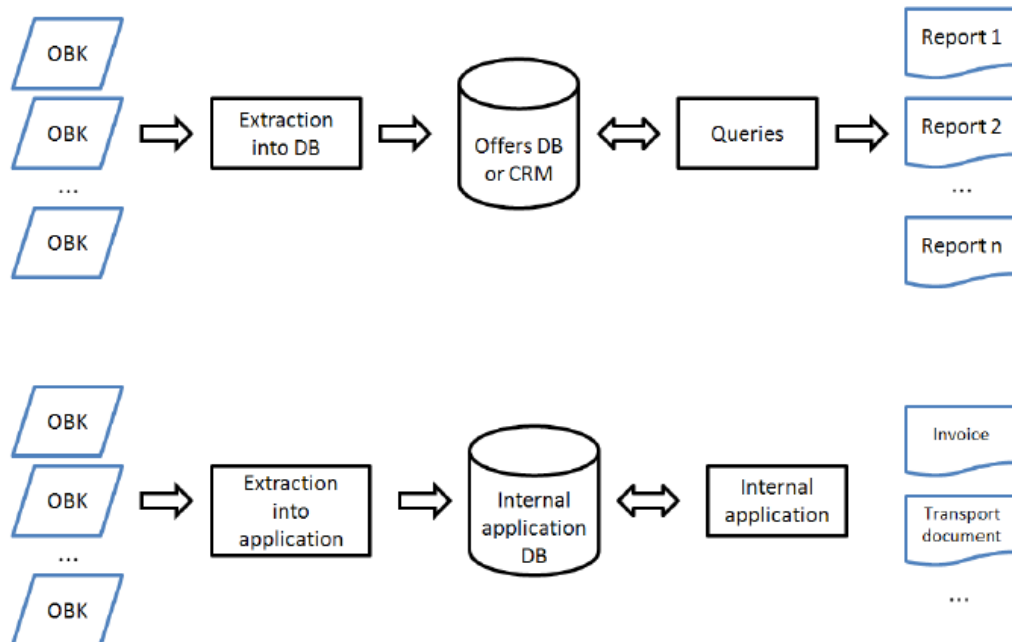 OBK
OBK
...
OBK
Extraction
into DB
Offers DB
or CRM
Queries
Report 1
Report 2
...
Report n
OBK
OBK
...
OBK
Extraction
into
application
Internal
application
DB
Internal
application
Invoice
Transport
document
...